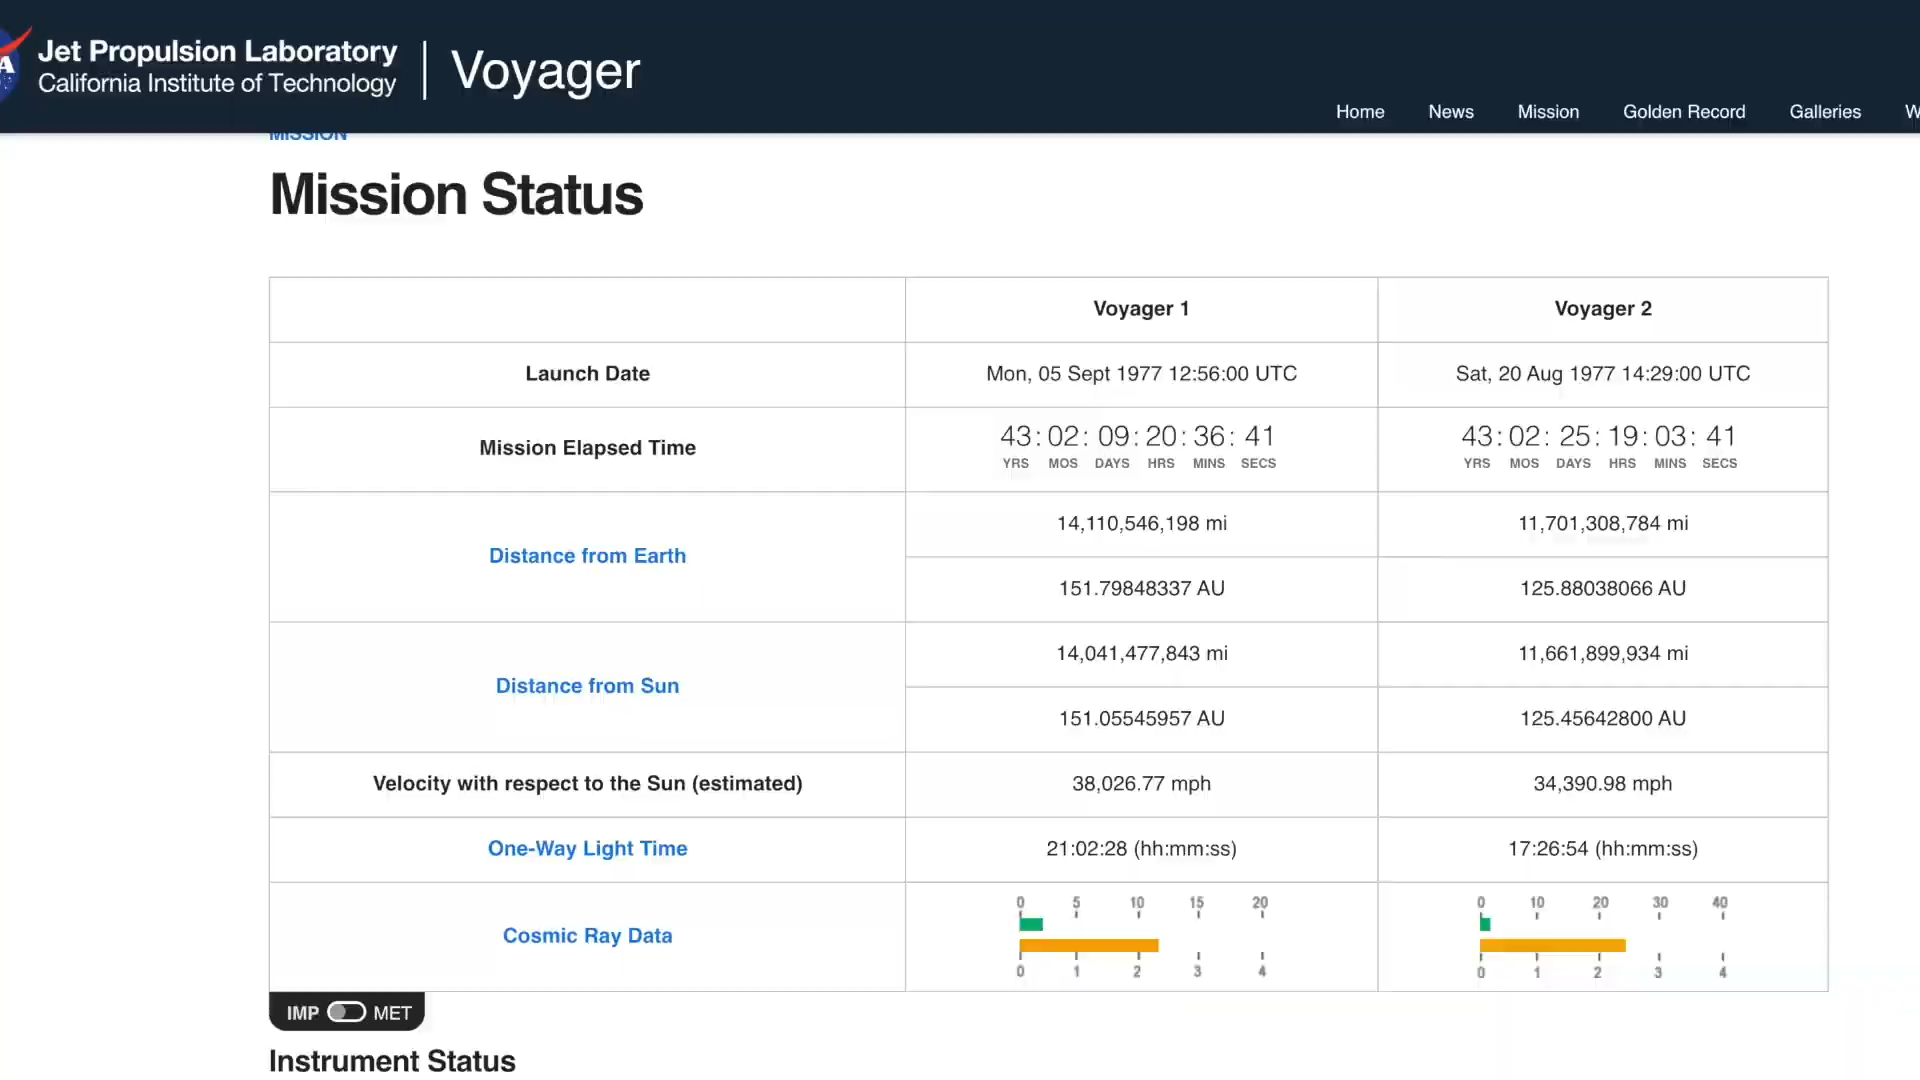 Jet Propulsion Laboratory
California Institute of Technology
Voyager
Home News Mission Golden Record Galleries W
MISSION
Mission Status
Voyager 1 Voyager 2
Launch Date Mon, 05 Sept 1977 12:56:00 UTC Sat, 20 Aug 1977 14:29:00 UTC
Mission Elapsed Time 43 : 02 : 09 : 20 : 36 : 41 43 : 02 : 25 : 19 : 03 : 41
YRS MOS DAYS HRS MINS SECS YRS MOS DAYS HRS MINS SECS
Distance from Earth
14,110,546,198 mi 11,701,308,784 mi
151.79848337 AU 125.88038066 AU
Distance from Sun
14,041,477,843 mi 11,661,899,934 mi
151.05545957 AU 125.45642800 AU
Velocity with respect to the Sun (estimated) 38,026.77 mph 34,390.98 mph
One-Way Light Time 21:02:28 (hh:mm:ss) 17:26:54 (hh:mm:ss)
Cosmic Ray Data
0 5 10 15 20 0 10 20 30 40
0 1 2 3 4 0 1 2 3 4
IMP MET
Instrument Status